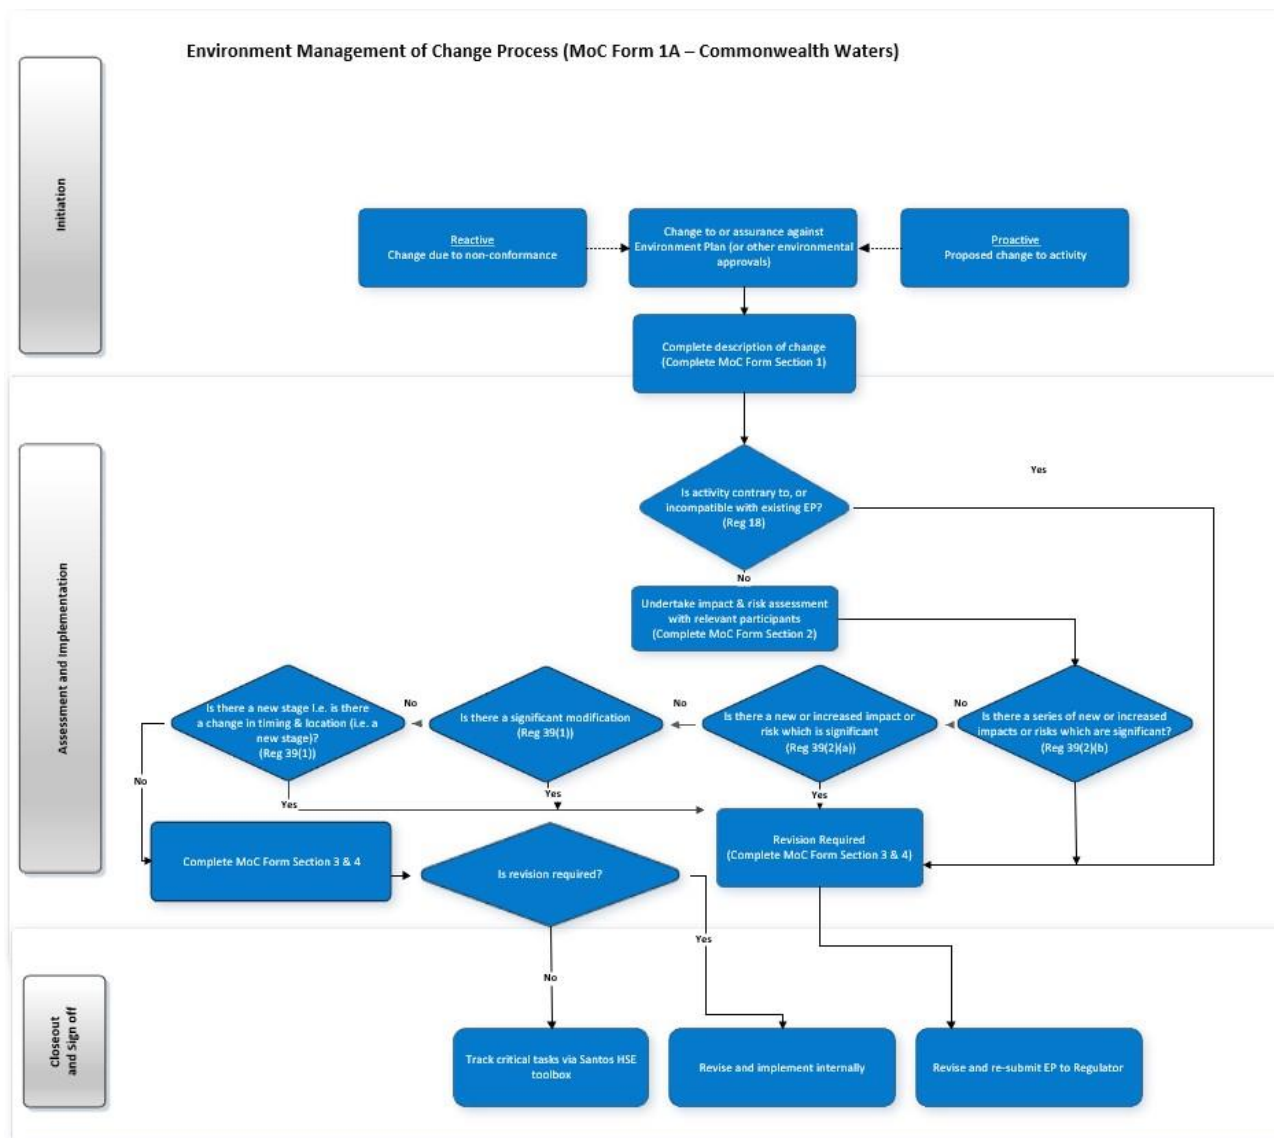 Environment Management of Change Process (MoC Form 1A – Commonwealth Waters)
Initiation
Reactive
Change due to non-conformance
Change to or assurance against
Environment Plan (or other environmental
approvals)
Proactive
Proposed change to activity
Complete description of change
(Complete MoC Form Section 1)
Assessment and Implementation
Is activity contrary to, or
incompatible with existing EP?
(Reg 18)
Yes
No
Undertake impact & risk assessment
with relevant participants
(Complete MoC Form Section 2)
Is there a series of new or increased
impacts or risks which are significant?
(Reg 39(2)(b)
No
Is there a new or increased impact or
risk which is significant
(Reg 39(2)(a))
No
Is there a significant modification
(Reg 39(1))
No
Is there a new stage I.e. is there
a change in timing & location (i.e. a
new stage)?
(Reg 39(1))
No
Yes
Yes
Yes
Revision Required
(Complete MoC Form Section 3 & 4)
Complete MoC Form Section 3 & 4
Is revision required?
Yes
No
Closeout
and Sign off
Track critical tasks via Santos HSE
toolbox
Revise and implement internally
Revise and re-submit EP to Regulator